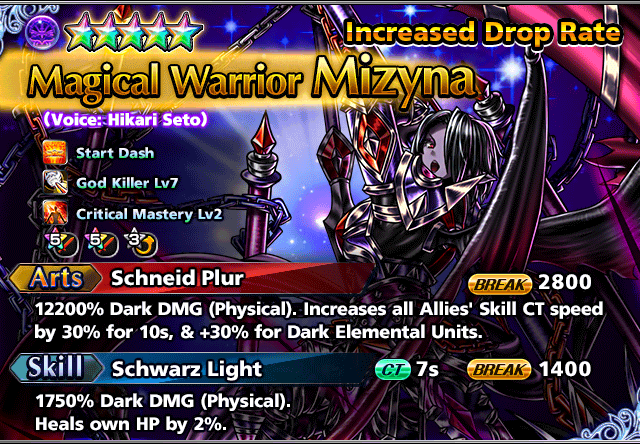 Increased Drop Rate
Magical Warrior Mizyna
(Voice: Hikari Seto)
Start Dash
God Killer Lv7
Critical Mastery Lv2
5 5 3
Arts Schneid Plur BREAK 2800
12200% Dark DMG (Physical). Increases all Allies' Skill CT speed
by 30% for 10s, & +30% for Dark Elemental Units.
Skill Schwarz Light CT 7s BREAK 1400
1750% Dark DMG (Physical).
Heals own HP by 2%.